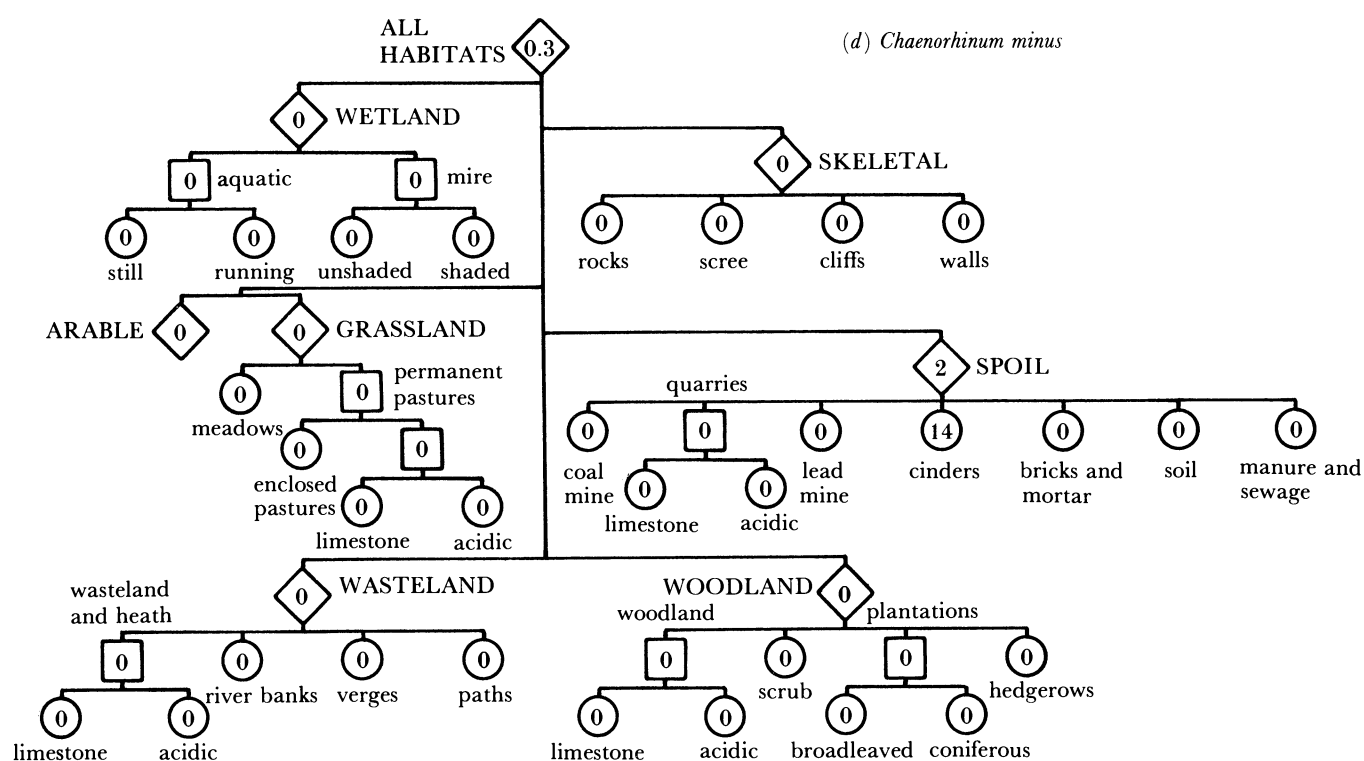 ALL
HABITATS
0.3
(d) Chaenorhinum minus
0
WETLAND
0
SKELETAL
0
aquatic
0
mire
0
0
0
0
still
running
unshaded
shaded
0
0
0
0
rocks
scree
cliffs
walls
ARABLE
0
0
GRASSLAND
0
meadows
0
permanent
pastures
0
enclosed
pastures
0
0
limestone
0
acidic
2
SPOIL
quarries
0
0
0
14
0
0
0
coal
mine
lead
mine
cinders
bricks and
mortar
soil
manure and
sewage
0
0
limestone
acidic
0
WASTELAND
wasteland
and heath
0
0
0
0
river banks
verges
paths
0
0
limestone
acidic
WOODLAND
0
woodland
plantations
0
0
0
0
scrub
hedgerows
0
0
0
0
limestone
acidic
broadleaved
coniferous